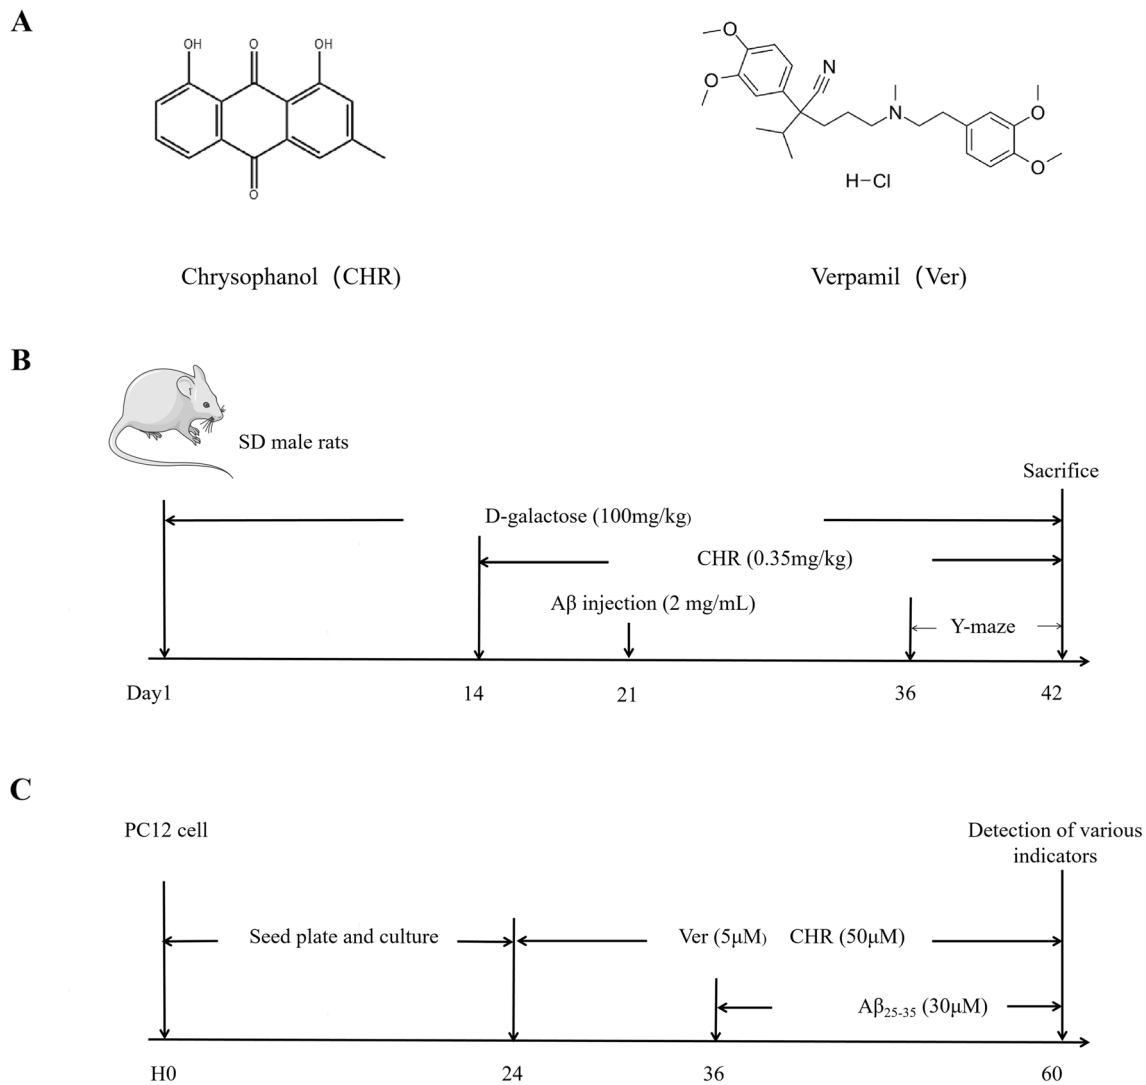 A
OH
O
OH
O
O
O
N
N
O
O
H-Cl
Chrysophanol（CHR)
Verpamil（Ver)
B
SD male rats
Sacrifice
D-galactose (100mg/kg)
CHR (0.35mg/kg)
Aβ injection (2 mg/mL)
Y-maze
Day1
14
21
36
42
C
PC12 cell
Detection of various
indicators
Seed plate and culture
Ver (5μM) CHR (50μM)
Aβ25-35 (30μM)
H0
24
36
60